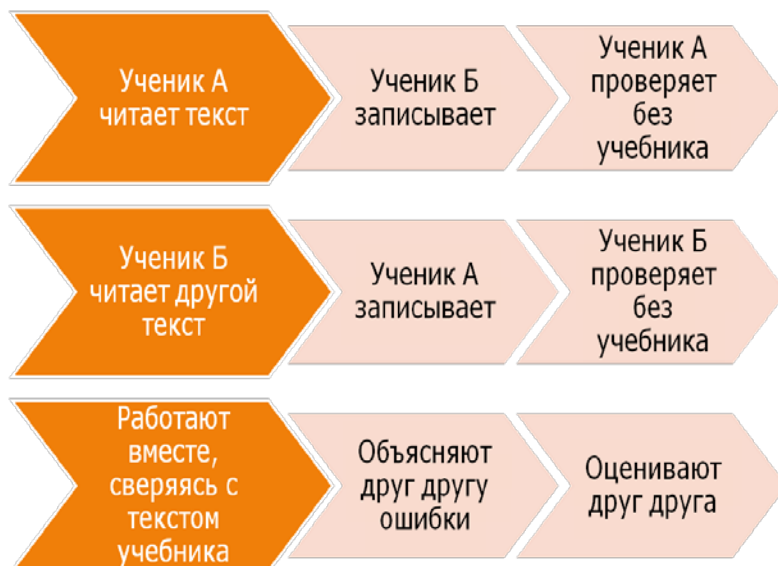 Ученик А
читает текст
Ученик Б
записывает
Ученик А
проверяет
без
учебника
Ученик Б
читает другой
текст
Ученик А
записывает
Ученик Б
проверяет
без
учебника
Работают
вместе,
сверяясь с
текстом
учебника
Объясняют
друг другу
ошибки
Оценивают
друг друга